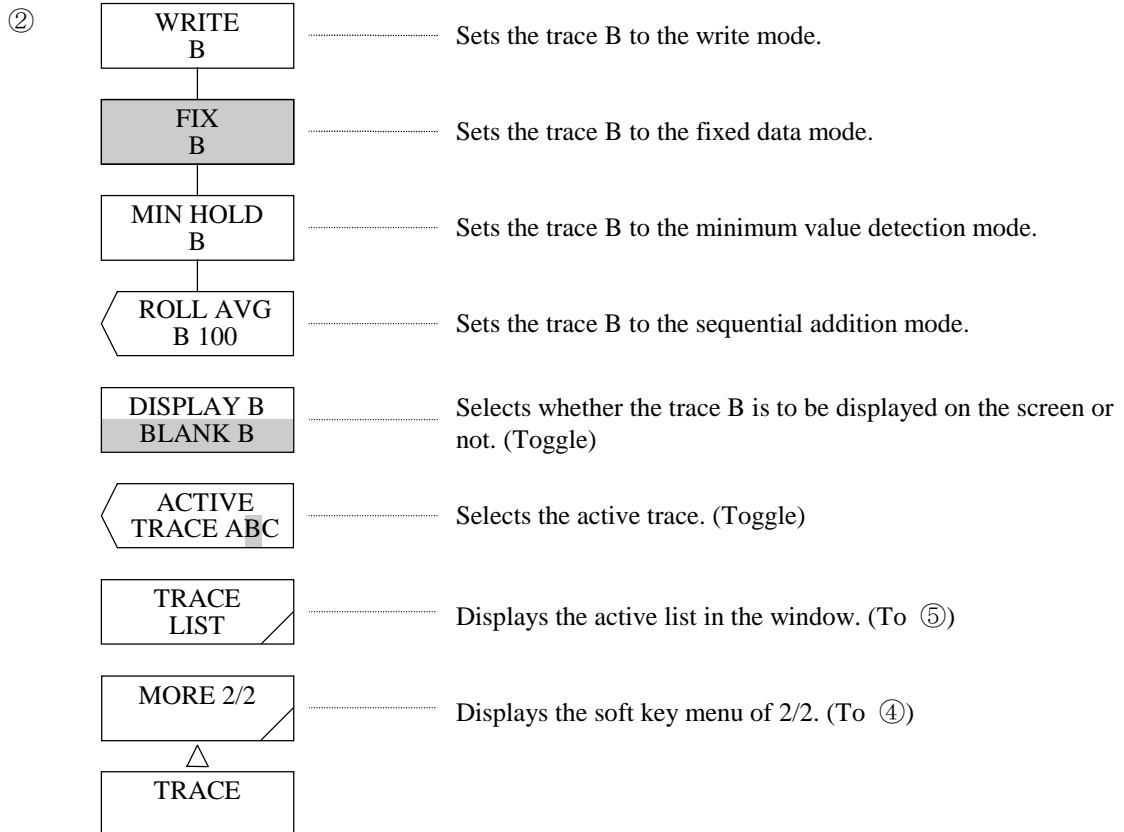 ②
WRITE
B
Sets the trace B to the write mode.
FIX
B
Sets the trace B to the fixed data mode.
MIN HOLD
B
Sets the trace B to the minimum value detection mode.
ROLL AVG
B 100
Sets the trace B to the sequential addition mode.
DISPLAY B
BLANK B
Selects whether the trace B is to be displayed on the screen or
not. (Toggle)
ACTIVE
TRACE ABC
Selects the active trace. (Toggle)
TRACE
LIST
Displays the active list in the window. (To ⑤)
MORE 2/2
Displays the soft key menu of 2/2. (To ④)
TRACE